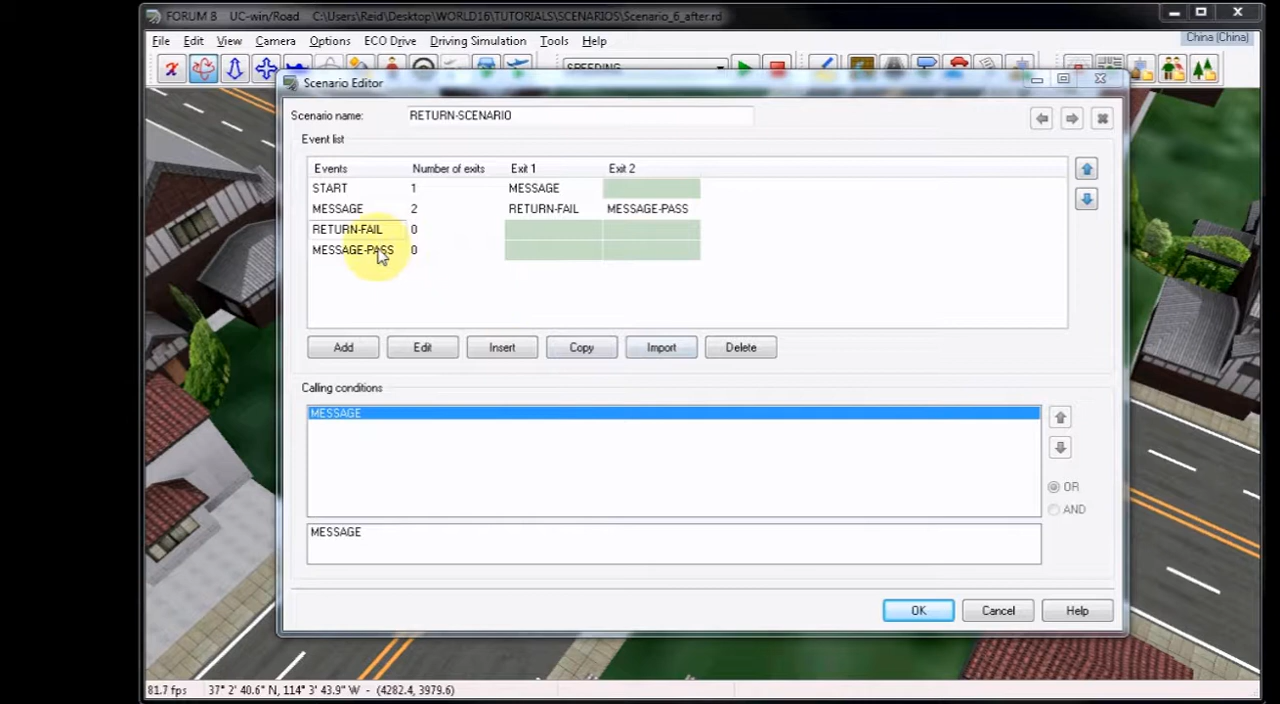 FORUM 8 UC-win/Road C:\Users\Reid\Desktop\WORLD16\TUTORIALS\SCENARIOS\Scenario_6_after.rd
File Edit View Camera Options ECO Drive Driving Simulation Tools Help
China (China)
SPEEDING
Scenario Editor
Scenario name: RETURN-SCENARIO
Event list
Events Number of exits Exit 1 Exit 2
START 1 MESSAGE
MESSAGE 2 RETURN-FAIL MESSAGE-PASS
RETURN-FAIL 0
MESSAGE-PASS 0
Add Edit Insert Copy Import Delete
Calling conditions
MESSAGE
OR
AND
MESSAGE
OK Cancel Help
81.7 fps 37° 2' 40.6" N, 114° 3' 43.9" W - (4282.4, 3979.6)